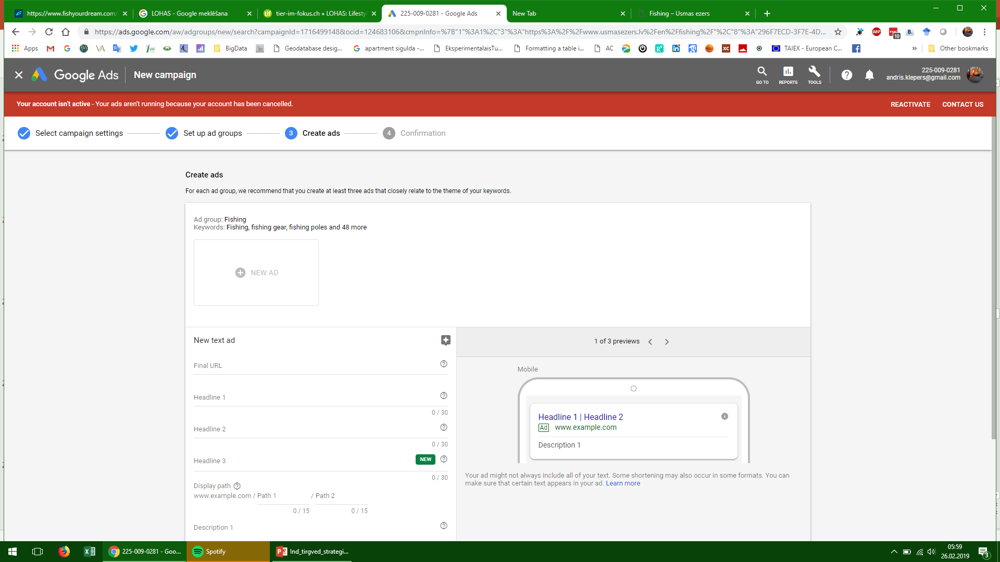 https://www.fishyourdream.com/
LOHAS - Google meklēšana
tier-im-fokus.ch » LOHAS: Lifesty
225-009-0281 - Google Ads
New Tab
Fishing – Usmas ezers
https://ads.google.com/aw/adgroups/new/search?campaignId=1716499148&ocid=124683106&cmpnInfo=%7B"1"%3A1%2C"3"%3A"https%3A%2F%2Fwww.usmasezers.lv%2Fen%2Ffishing%2F"%2C"8"%3A"296F7ECD-3F7E-4D...
ABP
10
Apps
BigData
Geodatabase desig...
apartment sigulda -...
EksperimentalaisTu...
Formatting a table i...
AC
TAIEX - European C...
»
Other bookmarks
Google Ads
New campaign
GO TO
REPORTS
TOOLS
225-009-0281
andris.klepers@gmail.com
Your account isn't active - Your ads aren't running because your account has been cancelled.
REACTIVATE
CONTACT US
Select campaign settings
Set up ad groups
3 Create ads
4 Confirmation
Create ads
For each ad group, we recommend that you create at least three ads that closely relate to the theme of your keywords.
Ad group: Fishing
Keywords: Fishing, fishing gear, fishing poles and 48 more
NEW AD
New text ad
Final URL
Headline 1
0 / 30
Headline 2
0 / 30
Headline 3
NEW
0 / 30
Display path
www.example.com / Path 1 / Path 2
0 / 15
0 / 15
Description 1
1 of 3 previews
Mobile
Headline 1 | Headline 2
Ad www.example.com
Description 1
Your ad might not always include all of your text. Some shortening may also occur in some formats. You can
make sure that certain text appears in your ad. Learn more
225-009-0281 - Goo...
Spotify
Ind_tirgved_strategi...
05:59
26.02.2019
3